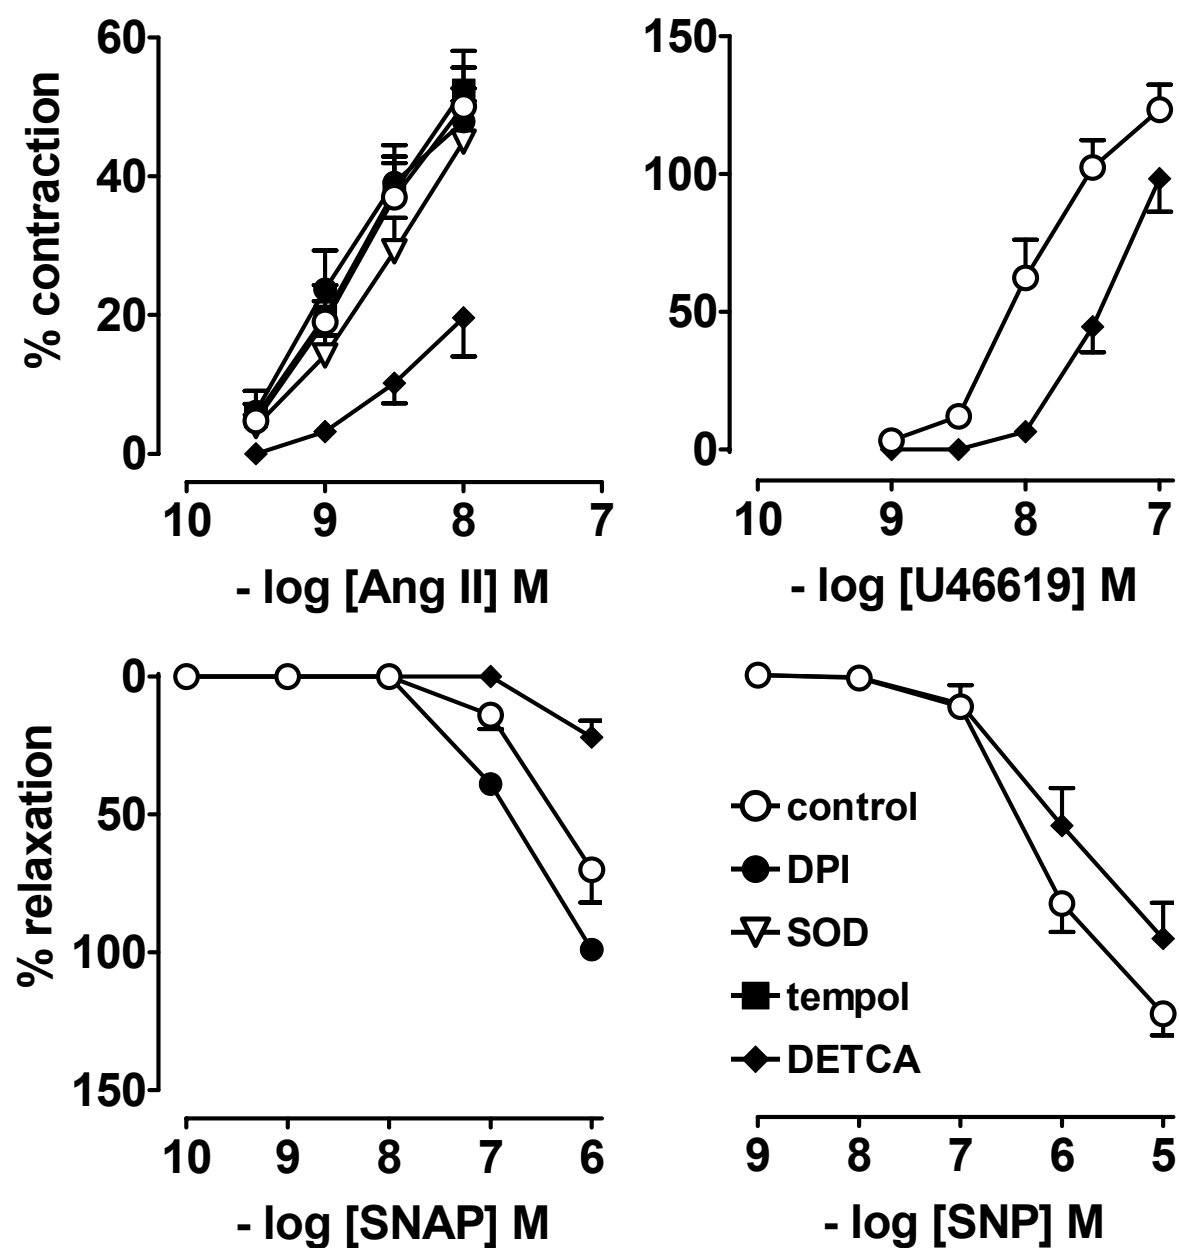 % contraction
60
40
20
0
10 9 8 7
- log [Ang II] M
150
100
50
0
10 9 8 7
- log [U46619] M
% relaxation
0
50
100
150
10 9 8 7 6
- log [SNAP] M
control
DPI
SOD
tempol
DETCA
9 8 7 6 5
- log [SNP] M